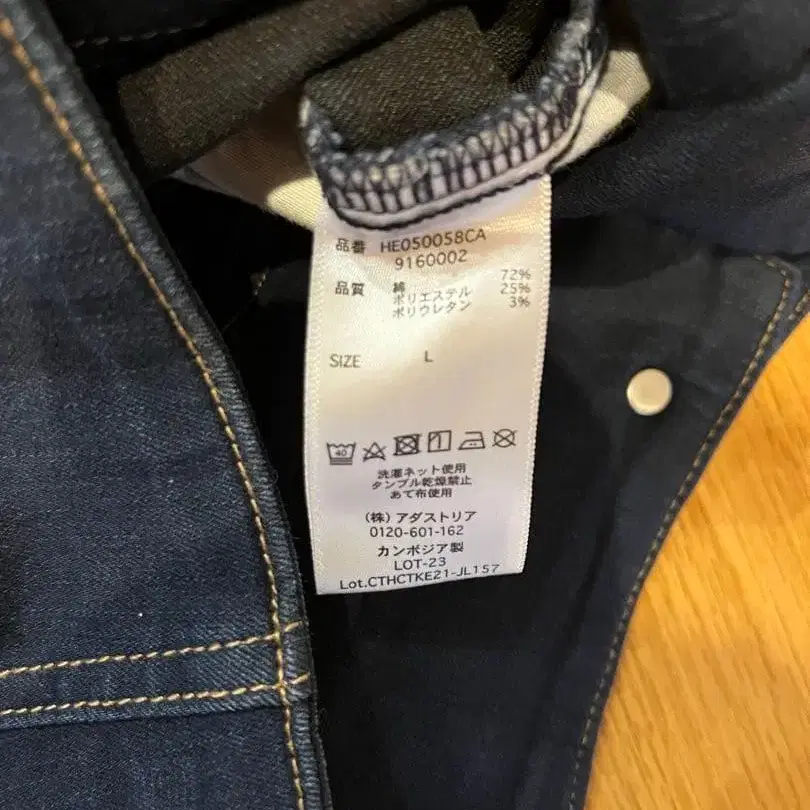 品番 HE050058CA
9160002
品質 綿 72%
ポリエステル 25%
ポリウレタン 3%
SIZE L
40
洗濯ネット使用
タンブル乾燥禁止
あて布使用
(株)アダストリア
0120-601-162
カンボジア製
LOT-23
Lot.CTHCTKE21-JL157